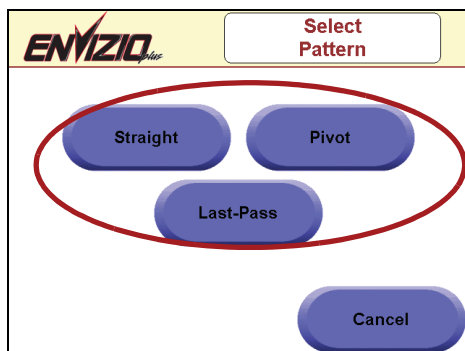 ENVIZIO plus
Select
Pattern
Straight
Pivot
Last-Pass
Cancel